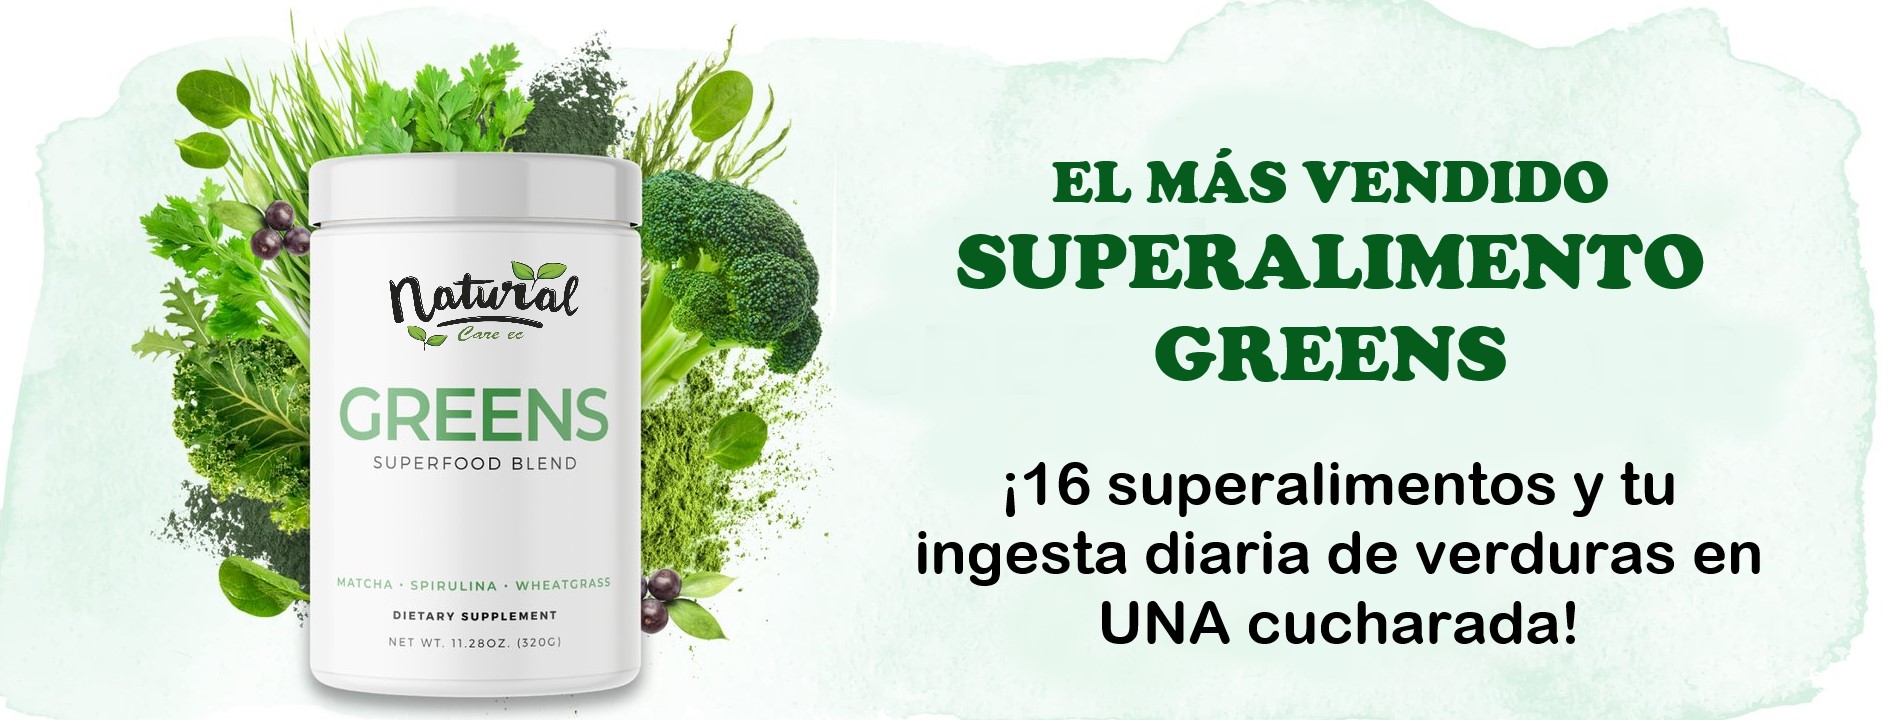 Natural
Care ec
GREENS
SUPERFOOD BLEND
MATCHA • SPIRULINA • WHEATGRASS
DIETARY SUPPLEMENT
NET WT. 11.28OZ. (320G)
EL MÁS VENDIDO
SUPERALIMENTO
GREENS
¡16 superalimentos y tu
ingesta diaria de verduras en
UNA cucharada!